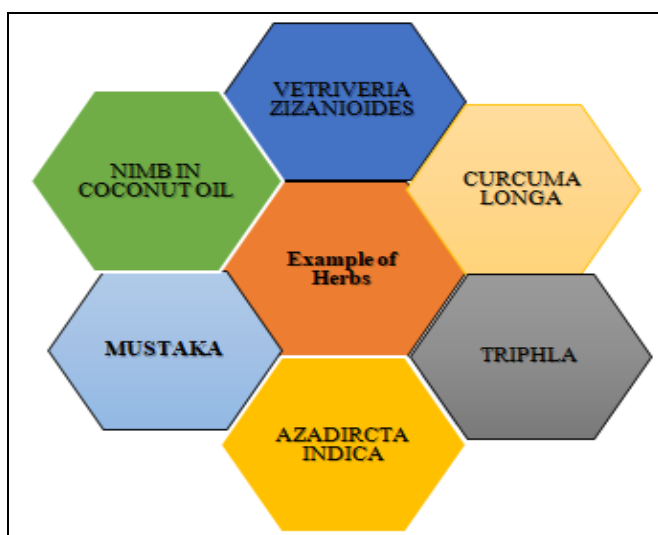 VETRIVERIA
ZIZANIOIDES
NIMB IN
COCONUT OIL
CURCUMA
LONGA
Example of
Herbs
MUSTAKA
TRIPHLA
AZADIRCTA
INDICA